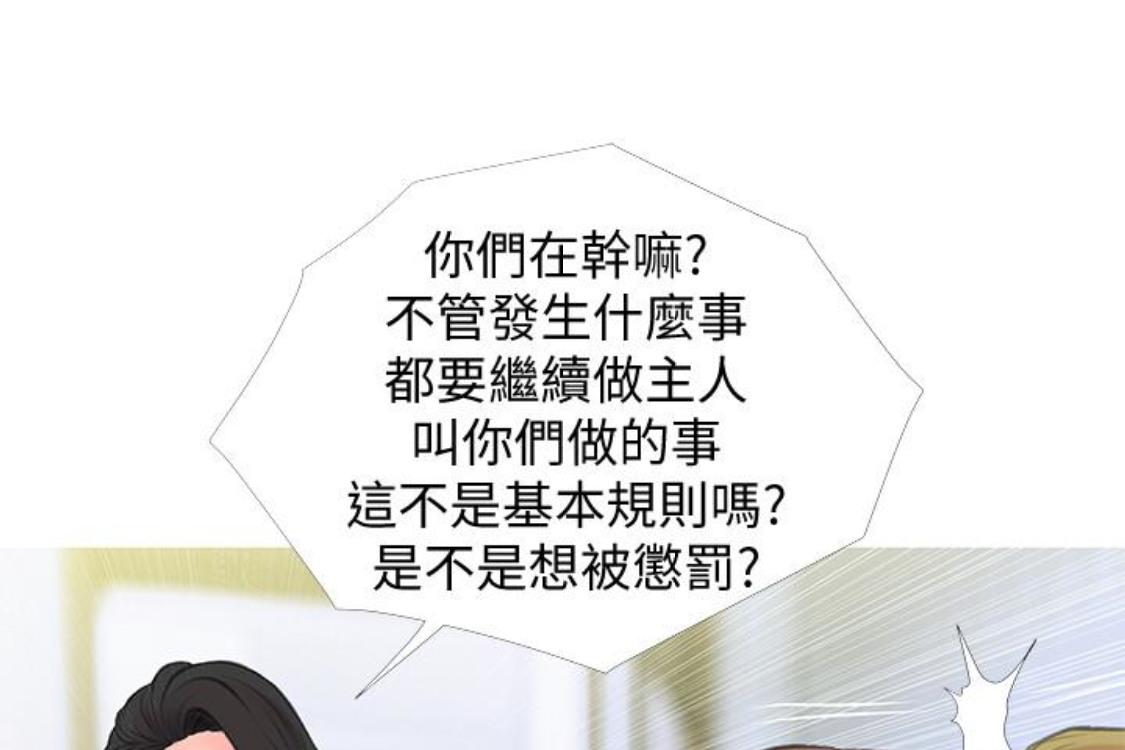 你們在幹嘛?
不管發生什麼事
都要繼續做主人
叫你們做的事
這不是基本規則嗎?
是不是想被懲罰?